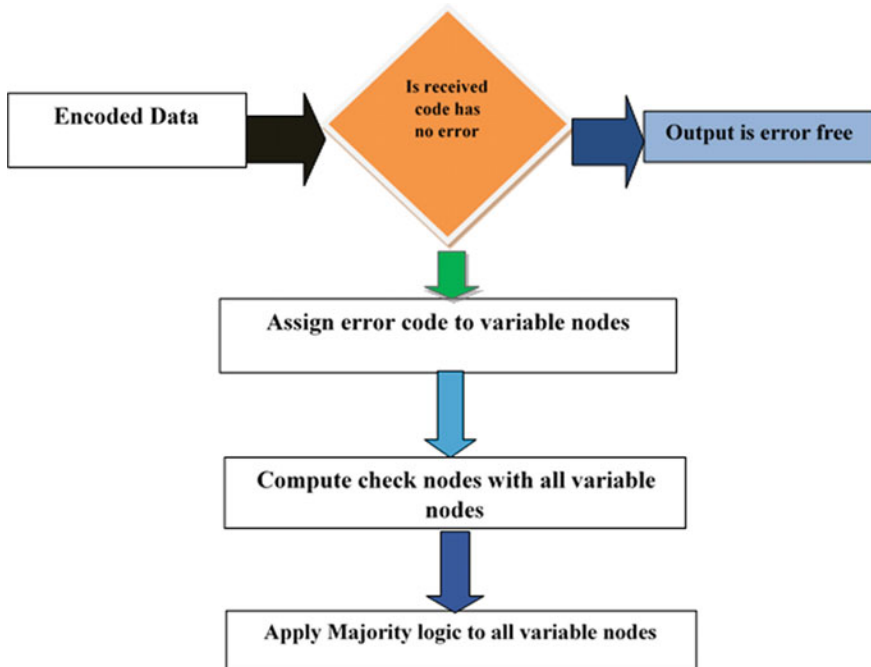 Encoded Data
Is received
code has
no error
Output is error free
Assign error code to variable nodes
Compute check nodes with all variable
nodes
Apply Majority logic to all variable nodes